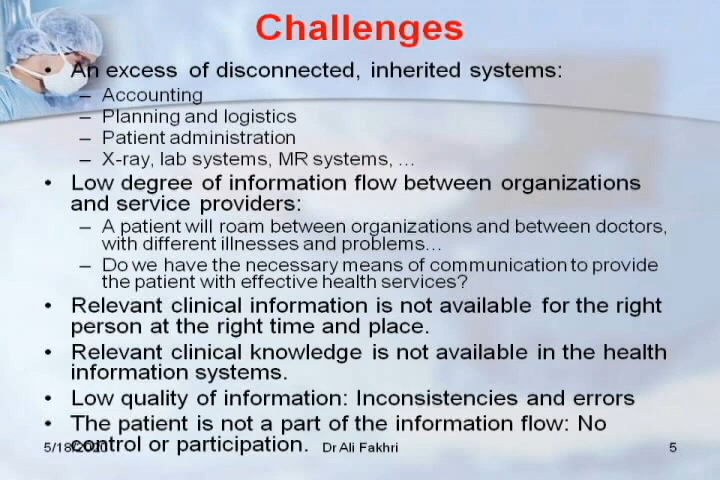 Challenges
• An excess of disconnected, inherited systems:
– Accounting
– Planning and logistics
– Patient administration
– X-ray, lab systems, MR systems, …
• Low degree of information flow between organizations
and service providers:
– A patient will roam between organizations and between doctors,
with different illnesses and problems…
– Do we have the necessary means of communication to provide
the patient with effective health services?
• Relevant clinical information is not available for the right
person at the right time and place.
• Relevant clinical knowledge is not available in the health
information systems.
• Low quality of information: Inconsistencies and errors
• The patient is not a part of the information flow: No
control or participation.
5/18/2020
Dr Ali Fakhri
5